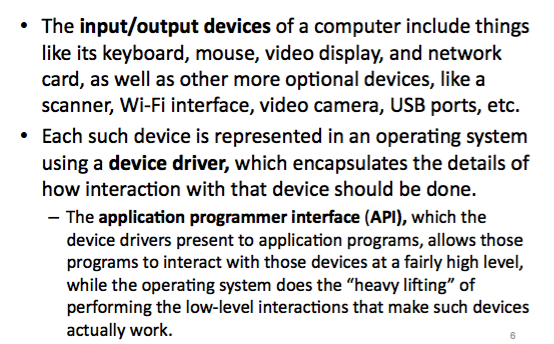 • The input/output devices of a computer include things
like its keyboard, mouse, video display, and network
card, as well as other more optional devices, like a
scanner, Wi-Fi interface, video camera, USB ports, etc.
• Each such device is represented in an operating system
using a device driver, which encapsulates the details of
how interaction with that device should be done.
– The application programmer interface (API), which the
device drivers present to application programs, allows those
programs to interact with those devices at a fairly high level,
while the operating system does the “heavy lifting” of
performing the low-level interactions that make such devices
actually work.
6